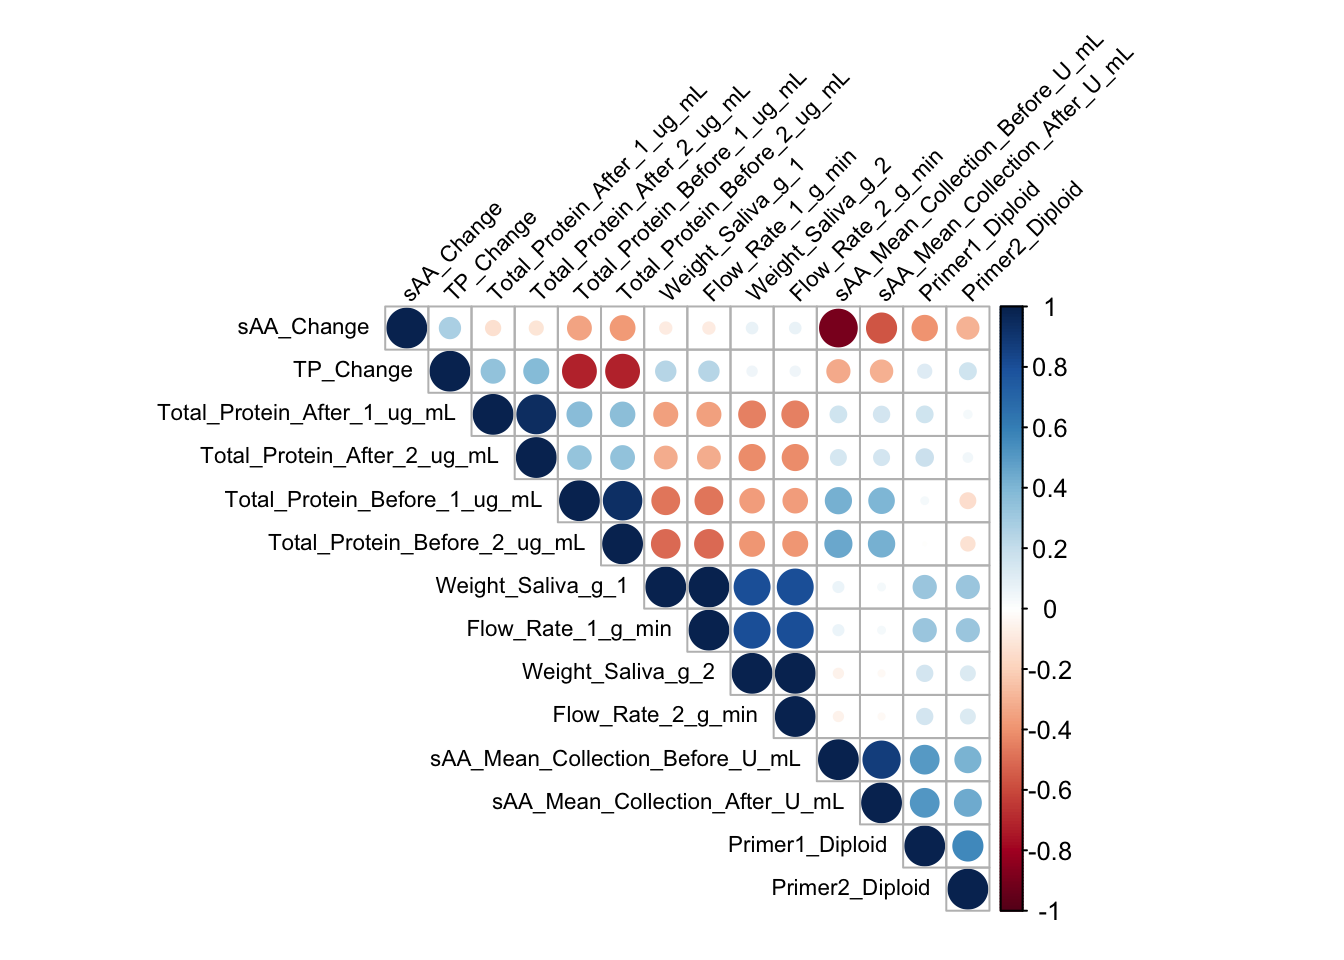 sAA_Change
TP_Change
Total_Protein_After_1_ug_mL
Total_Protein_After_2_ug_mL
Total_Protein_Before_1_ug_mL
Total_Protein_Before_2_ug_mL
Weight_Saliva_g_1
Flow_Rate_1_g_min
Weight_Saliva_g_2
Flow_Rate_2_g_min
sAA_Mean_Collection_Before_U_mL
sAA_Mean_Collection_After_U_mL
Primer1_Diploid
Primer2_Diploid
sAA_Change
TP_Change
Total_Protein_After_1_ug_mL
Total_Protein_After_2_ug_mL
Total_Protein_Before_1_ug_mL
Total_Protein_Before_2_ug_mL
Weight_Saliva_g_1
Flow_Rate_1_g_min
Weight_Saliva_g_2
Flow_Rate_2_g_min
sAA_Mean_Collection_Before_U_mL
sAA_Mean_Collection_After_U_mL
Primer1_Diploid
Primer2_Diploid
1
0.8
0.6
0.4
0.2
0
-0.2
-0.4
-0.6
-0.8
-1